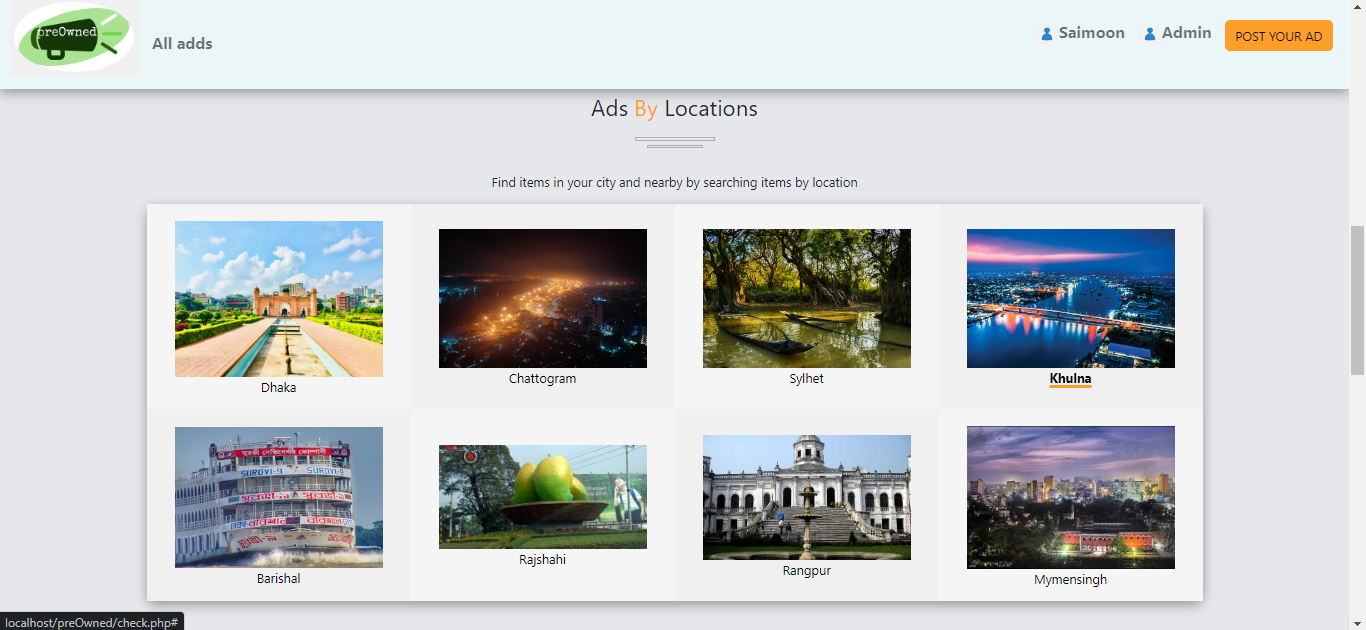 preOwned
All adds
Saimoon
Admin
POST YOUR AD
Ads By Locations
Find items in your city and nearby by searching items by location
Dhaka
Chattogram
Sylhet
Khulna
SUROVI-9 SUROVI-9
Barishal
Rajshahi
Rangpur
Mymensingh
localhost/preOwned/check.php#